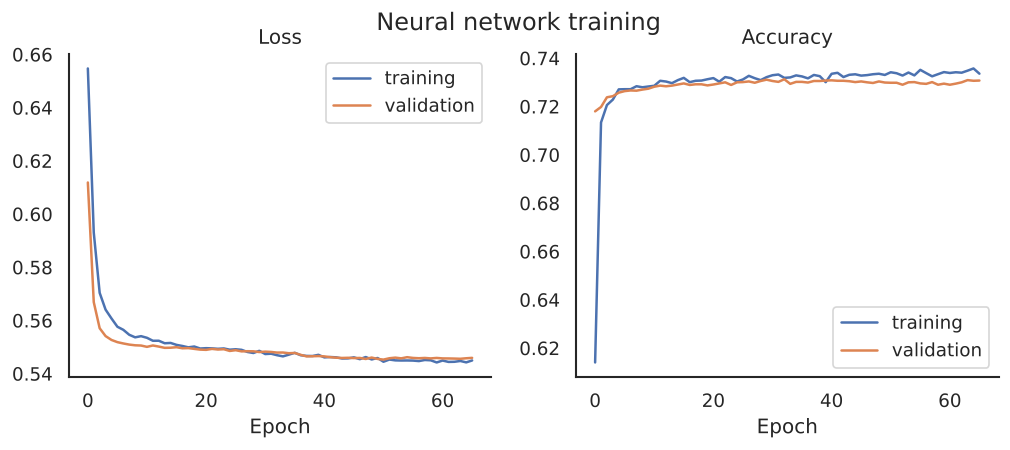 Neural network training
Loss
0.66
0.64
0.62
0.60
0.58
0.56
0.54
training
validation
0 20 40 60
Epoch
Accuracy
0.74
0.72
0.70
0.68
0.66
0.64
0.62
training
validation
0 20 40 60
Epoch